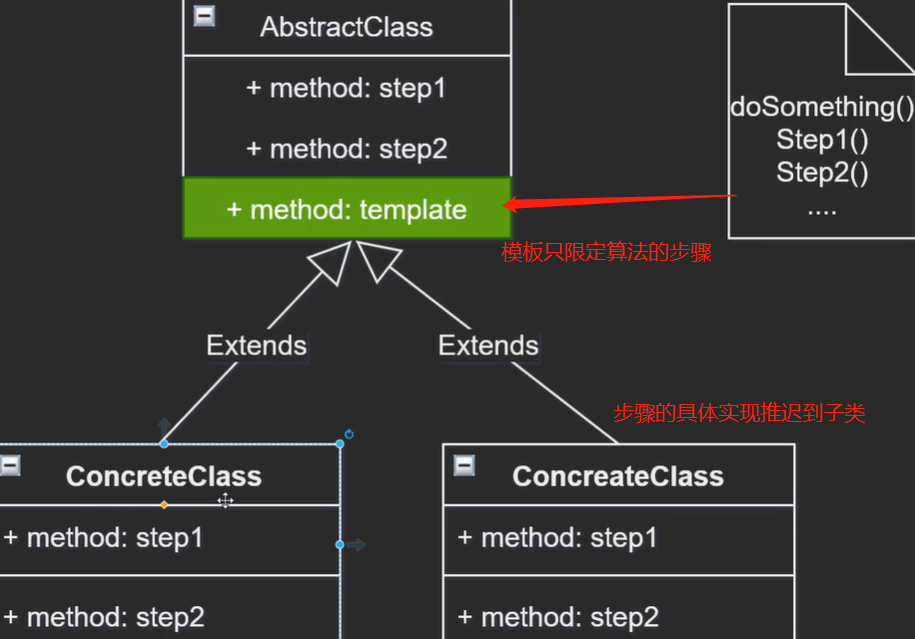 AbstractClass
+ method: step1
+ method: step2
+ method: template
doSomething()
Step1()
Step2()
....
模板只限定算法的步骤
Extends
Extends
步骤的具体实现推迟到子类
ConcreteClass
+ method: step1
+ method: step2
ConcreateClass
+ method: step1
+ method: step2